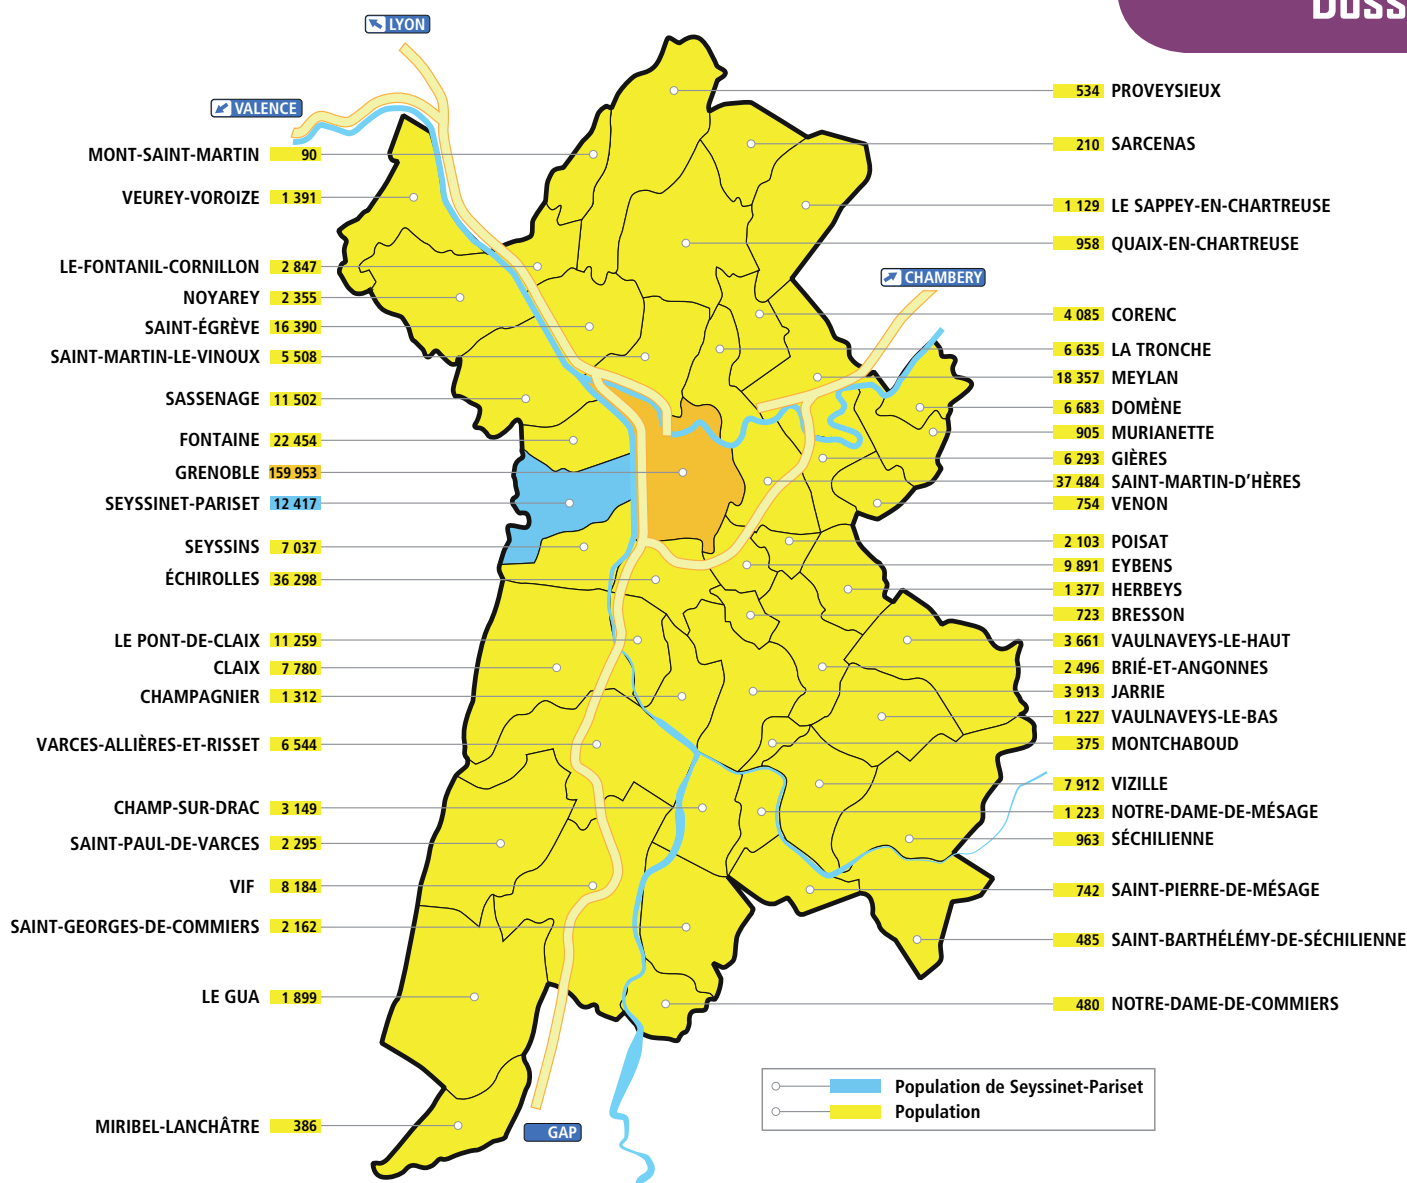 Doss
LYON
VALENCE
MONT-SAINT-MARTIN 90
VEUREY-VOROIZE 1 391
LE-FONTANIL-CORNILLON 2 847
NOYAREY 2 355
SAINT-ÉGRÈVE 16 390
SAINT-MARTIN-LE-VINOUX 5 508
SASSENAGE 11 502
FONTAINE 22 454
GRENOBLE 159 953
SEYSSINET-PARISET 12 417
SEYSSINS 7 037
ÉCHIROLLES 36 298
LE PONT-DE-CLAIX 11 259
CLAIX 7 780
CHAMPAGNIER 1 312
VARCES-ALLIÈRES-ET-RISSET 6 544
CHAMP-SUR-DRAC 3 149
SAINT-PAUL-DE-VARCES 2 295
VIF 8 184
SAINT-GEORGES-DE-COMMIERS 2 162
LE GUA 1 899
MIRIBEL-LANCHÂTRE 386
534 PROVEYSIEUX
210 SARCENAS
1 129 LE SAPPEY-EN-CHARTREUSE
958 QUAIX-EN-CHARTREUSE
CHAMBERY
4 085 CORENC
6 635 LA TRONCHE
18 357 MEYLAN
6 683 DOMÈNE
905 MURIANETTE
6 293 GIÈRES
37 484 SAINT-MARTIN-D'HÈRES
754 VENON
2 103 POISAT
9 891 EYBENS
1 377 HERBEYS
723 BRESSON
3 661 VAULNAVEYS-LE-HAUT
2 496 BRIÉ-ET-ANGONNES
3 913 JARRIE
1 227 VAULNAVEYS-LE-BAS
375 MONTCHABOUD
7 912 VIZILLE
1 223 NOTRE-DAME-DE-MÉSAGE
963 SÉCHILIENNE
742 SAINT-PIERRE-DE-MÉSAGE
485 SAINT-BARTHÉLÉMY-DE-SÉCHILIENNE
480 NOTRE-DAME-DE-COMMIERS
GAP
Population de Seyssinet-Pariset
Population